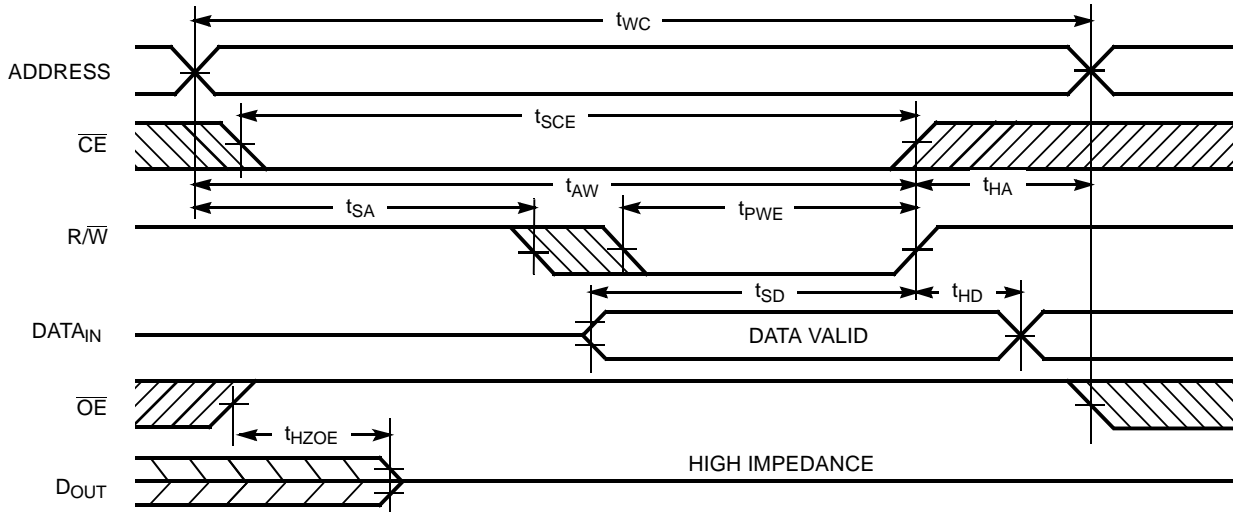 tWC
ADDRESS
tSCE
CE
tAW
tHA
tSA
tPWE
R/W
tSD
tHD
DATAIN
DATA VALID
OE
tHZOE
HIGH IMPEDANCE
DOUT